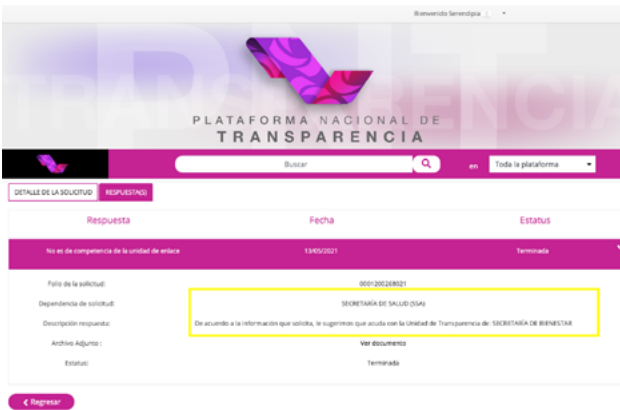 Bienvenido Serendipia
PLATAFORMA NACIONAL DE
TRANSPARENCIA
Buscar en Toda la plataforma
DETALLE DE LA SOLICITUD RESPUESTA(S)
Respuesta Fecha Estatus
No es de competencia de la unidad de enlace 13/05/2021 Terminada
Folio de la solicitud: 0001200268021
Dependencia de solicitud: SECRETARÍA DE SALUD (SSA)
Descripción respuesta: De acuerdo a la información que solicita, le sugerimos que acuda con la Unidad de Transparencia de: SECRETARÍA DE BIENESTAR
Archivo Adjunto : Ver documento
Estatus: Terminada
Regresar